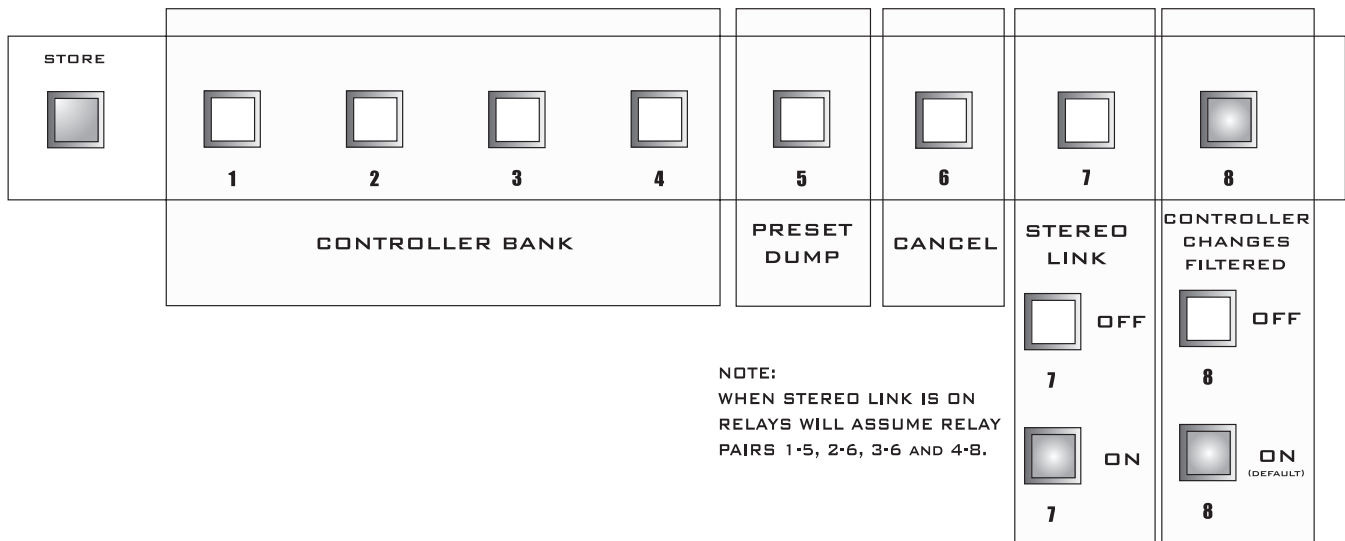 STORE
1 2 3 4 5 6 7 8
CONTROLLER BANK
PRESET
DUMP
CANCEL
STEREO
LINK
OFF
7
ON
7
CONTROLLER
CHANGES
FILTERED
OFF
8
ON
(DEFAULT)
8
NOTE:
WHEN STEREO LINK IS ON
RELAYS WILL ASSUME RELAY
PAIRS 1-5, 2-6, 3-6 AND 4-8.